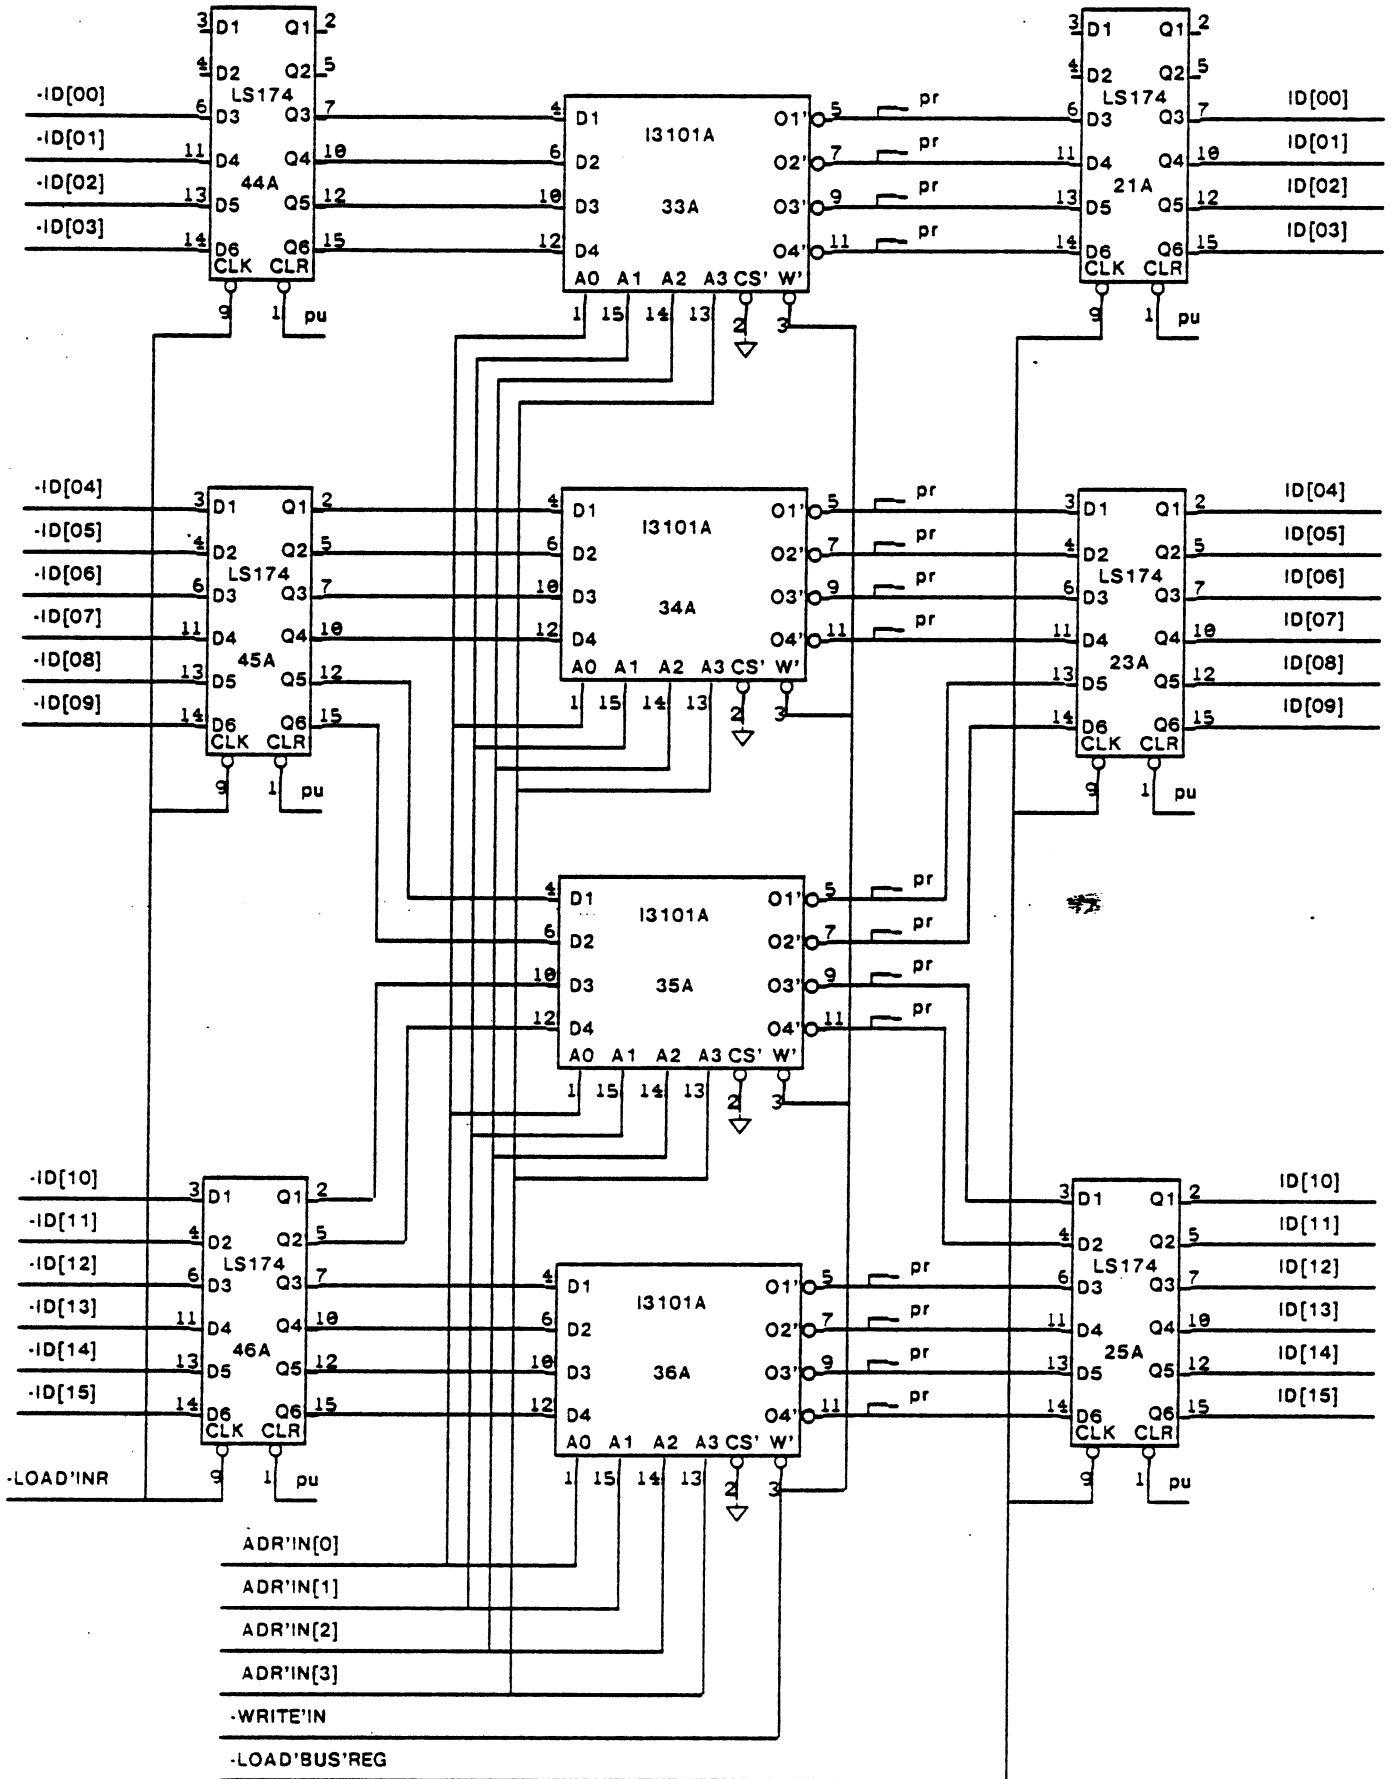 3 D1 Q1 2 3 D1 Q1 2
4 D2 Q2 5 4 D2 Q2 5
-ID[00] LS174 pr LS174 ID[00]
6 D3 Q3 7 4 D1 I3101A O1' 5 6 D3 Q3 7
-ID[01] pr ID[01]
11 D4 Q4 10 6 D2 O2' 7 11 D4 Q4 10
-ID[02] 44A pr 21A ID[02]
13 D5 Q5 12 10 D3 33A O3' 9 13 D5 Q5 12
-ID[03] pr ID[03]
14 D6 Q6 15 12 D4 O4' 11 14 D6 Q6 15
CLK CLR A0 A1 A2 A3 CS' W' CLK CLR
9 1 pu 1 15 14 13 2 3 9 1 pu
-ID[04] pr ID[04]
3 D1 Q1 2 4 D1 I3101A O1' 5 3 D1 Q1 2
-ID[05] pr ID[05]
4 D2 Q2 5 6 D2 O2' 7 4 D2 Q2 5
-ID[06] LS174 pr LS174 ID[06]
6 D3 Q3 7 10 D3 34A O3' 9 6 D3 Q3 7
-ID[07] pr ID[07]
11 D4 Q4 10 12 D4 O4' 11 11 D4 Q4 10
-ID[08] 45A 23A ID[08]
13 D5 Q5 12 A0 A1 A2 A3 CS' W' 13 D5 Q5 12
-ID[09] 1 15 14 13 2 3 ID[09]
14 D6 Q6 15 14 D6 Q6 15
CLK CLR CLK CLR
9 1 pu 9 1 pu
pr
4 D1 I3101A O1' 5
pr
6 D2 O2' 7
pr
10 D3 35A O3' 9
pr
12 D4 O4' 11
A0 A1 A2 A3 CS' W'
1 15 14 13 2 3
-ID[10] ID[10]
3 D1 Q1 2 3 D1 Q1 2
-ID[11] ID[11]
4 D2 Q2 5 4 D2 Q2 5
-ID[12] LS174 pr LS174 ID[12]
6 D3 Q3 7 4 D1 I3101A O1' 5 6 D3 Q3 7
-ID[13] pr ID[13]
11 D4 Q4 10 6 D2 O2' 7 11 D4 Q4 10
-ID[14] 46A pr 25A ID[14]
13 D5 Q5 12 10 D3 36A O3' 9 13 D5 Q5 12
-ID[15] pr ID[15]
14 D6 Q6 15 12 D4 O4' 11 14 D6 Q6 15
CLK CLR A0 A1 A2 A3 CS' W' CLK CLR
-LOAD'INR 9 1 pu 1 15 14 13 2 3 9 1 pu
ADR'IN[0]
ADR'IN[1]
ADR'IN[2]
ADR'IN[3]
-WRITE'IN
-LOAD'BUS'REG